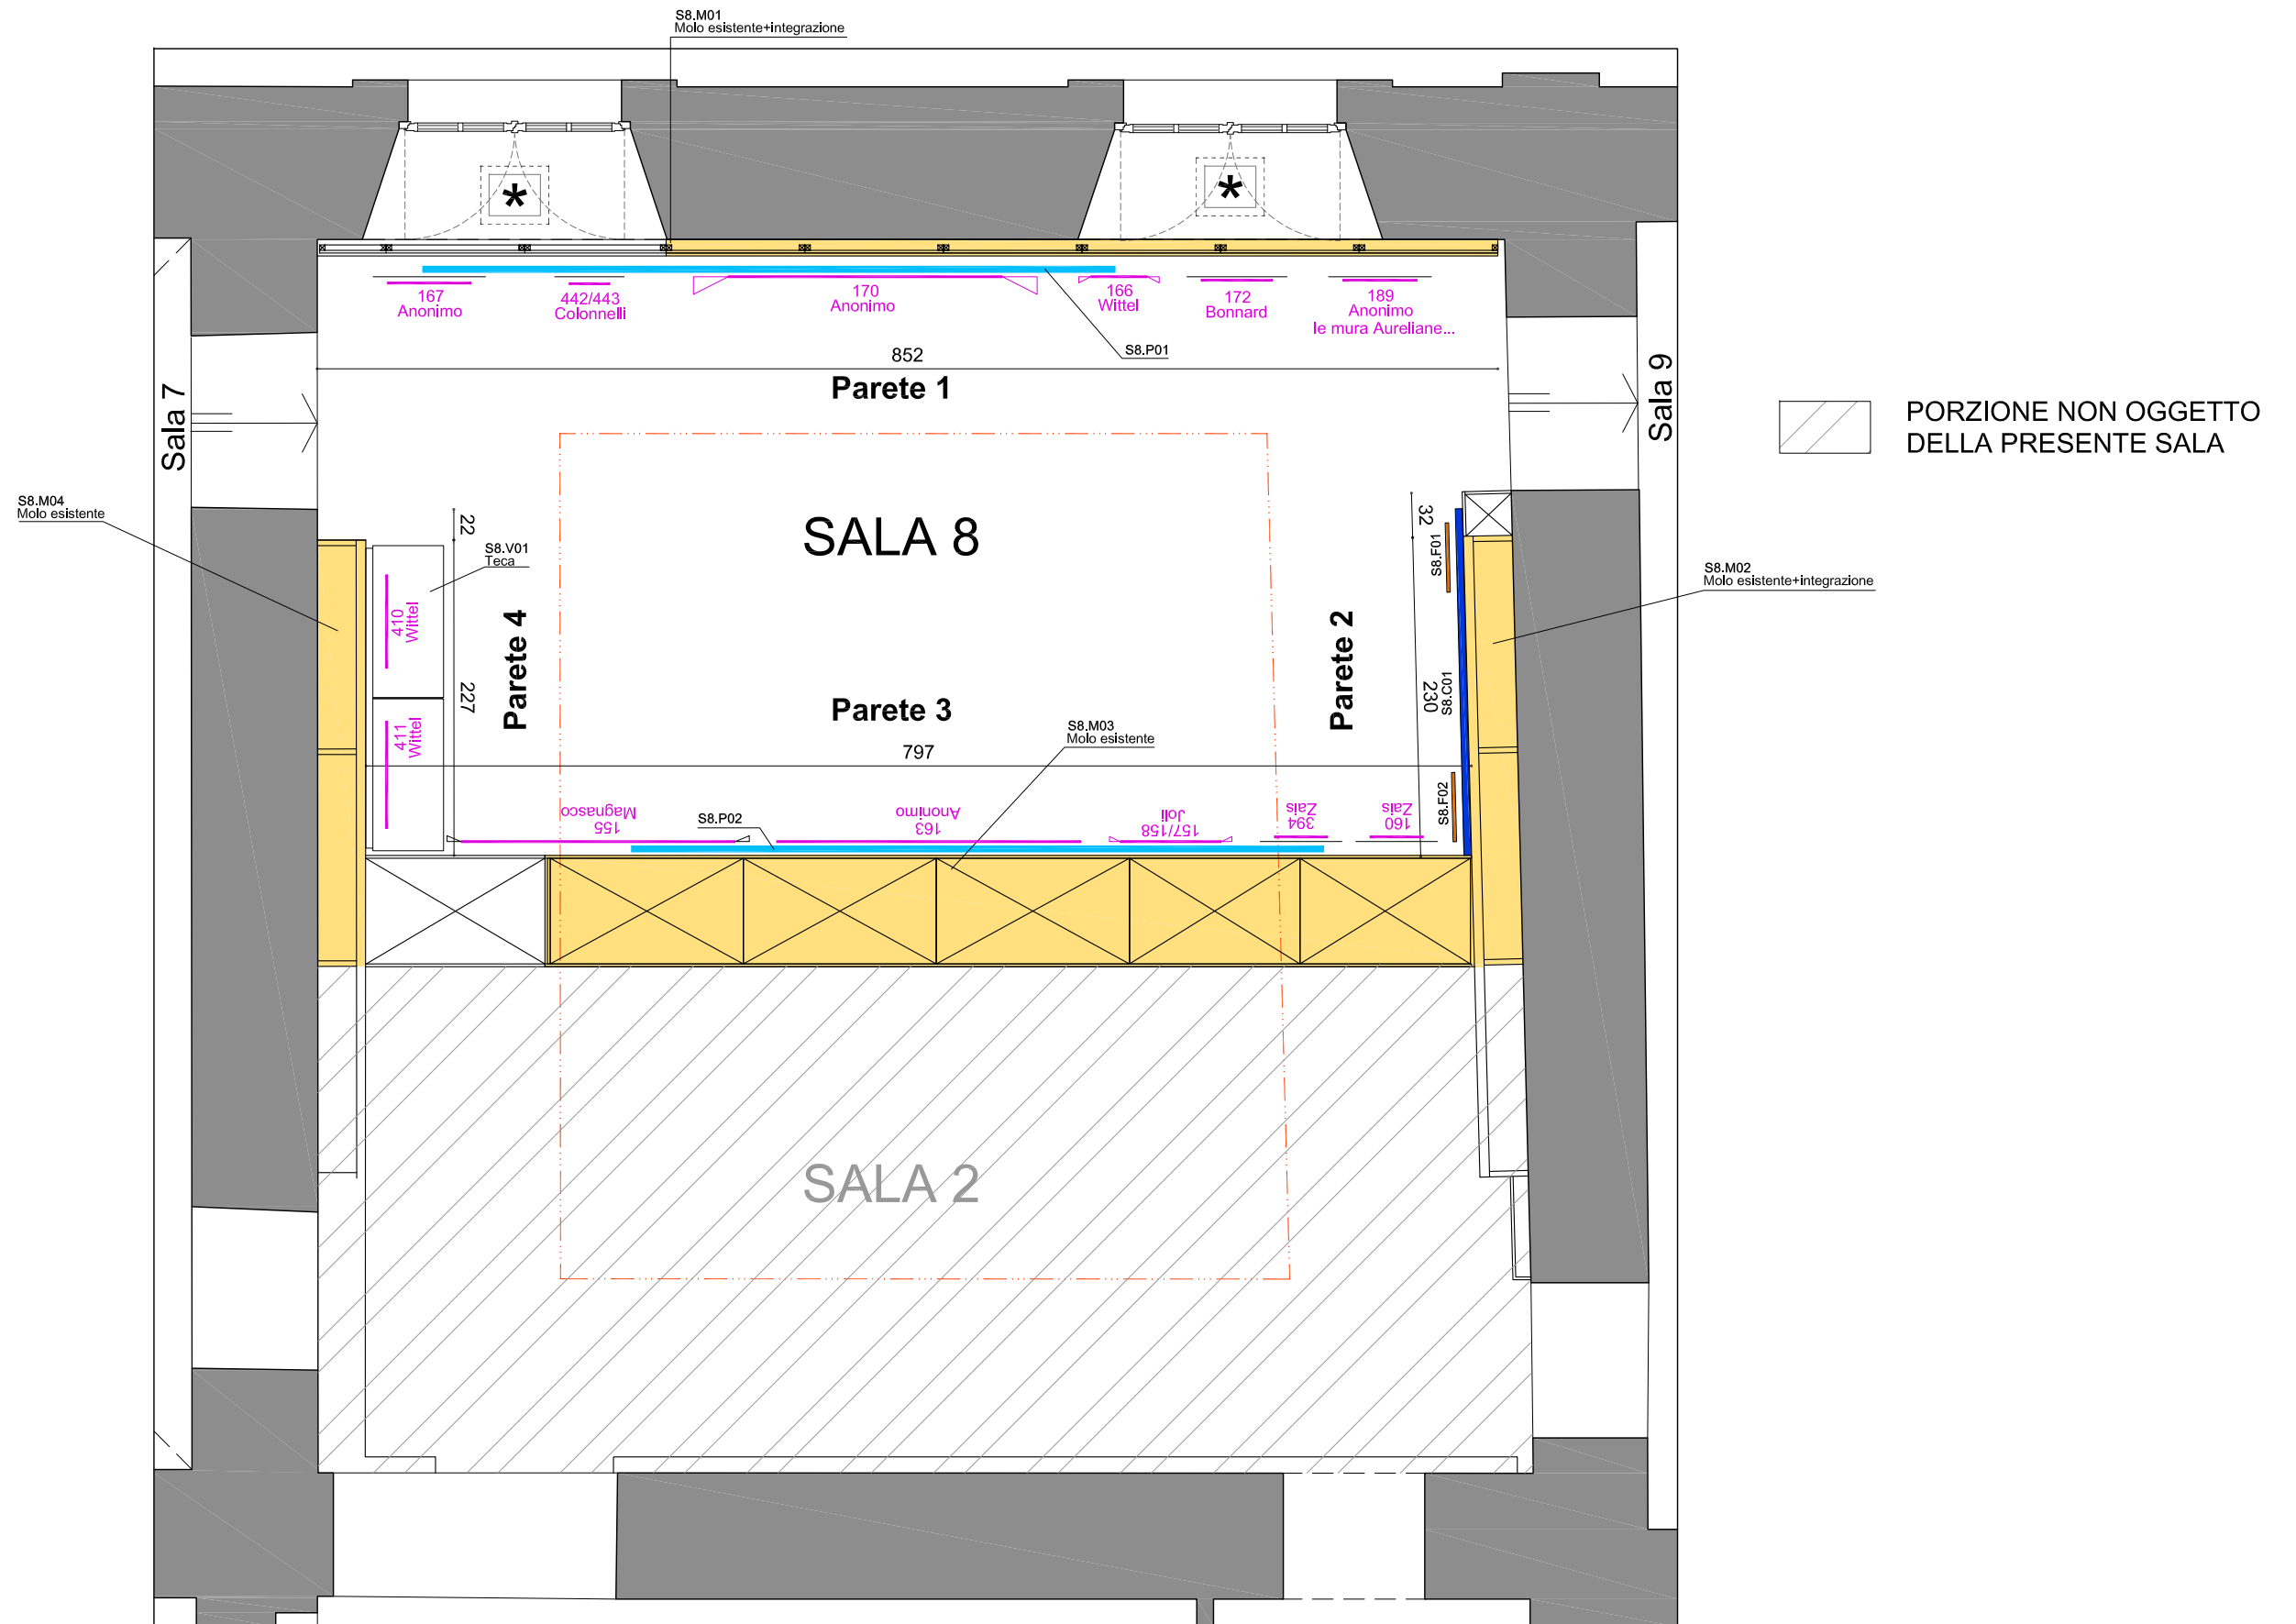 S8.M01
Molo esistente+integrazione
*
*
167
Anonimo
442/443
Colonnelli
170
Anonimo
166
Wittel
172
Bonnard
189
Anonimo
le mura Aureliane...
S8.P01
852
Parete 1
Sala 7
Sala 9
PORZIONE NON OGGETTO
DELLA PRESENTE SALA
S8.M04
Molo esistente
22
S8.V01
Teca
SALA 8
32
S8.F01
S8.M02
Molo esistente+integrazione
410
Wittel
Parete 4
Parete 2
227
411
Wittel
230
S8.C01
Parete 3
S8.M03
Molo esistente
797
S8.F02
155
Magnasco
S8.P02
163
Anonimo
157/158
Joli
394
Zais
160
Zais
SALA 2